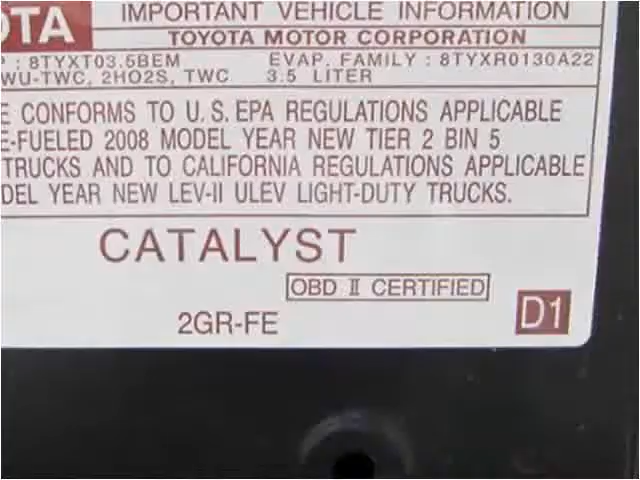 OTA IMPORTANT VEHICLE INFORMATION
TOYOTA MOTOR CORPORATION
: 8TYXT03.5BEM EVAP. FAMILY : 8TYXR0130A22
WU-TWC, 2HO2S, TWC 3.5 LITER
E CONFORMS TO U.S. EPA REGULATIONS APPLICABLE
E-FUELED 2008 MODEL YEAR NEW TIER 2 BIN 5
TRUCKS AND TO CALIFORNIA REGULATIONS APPLICABLE
DEL YEAR NEW LEV-II ULEV LIGHT-DUTY TRUCKS.
CATALYST
OBD II CERTIFIED
2GR-FE D1